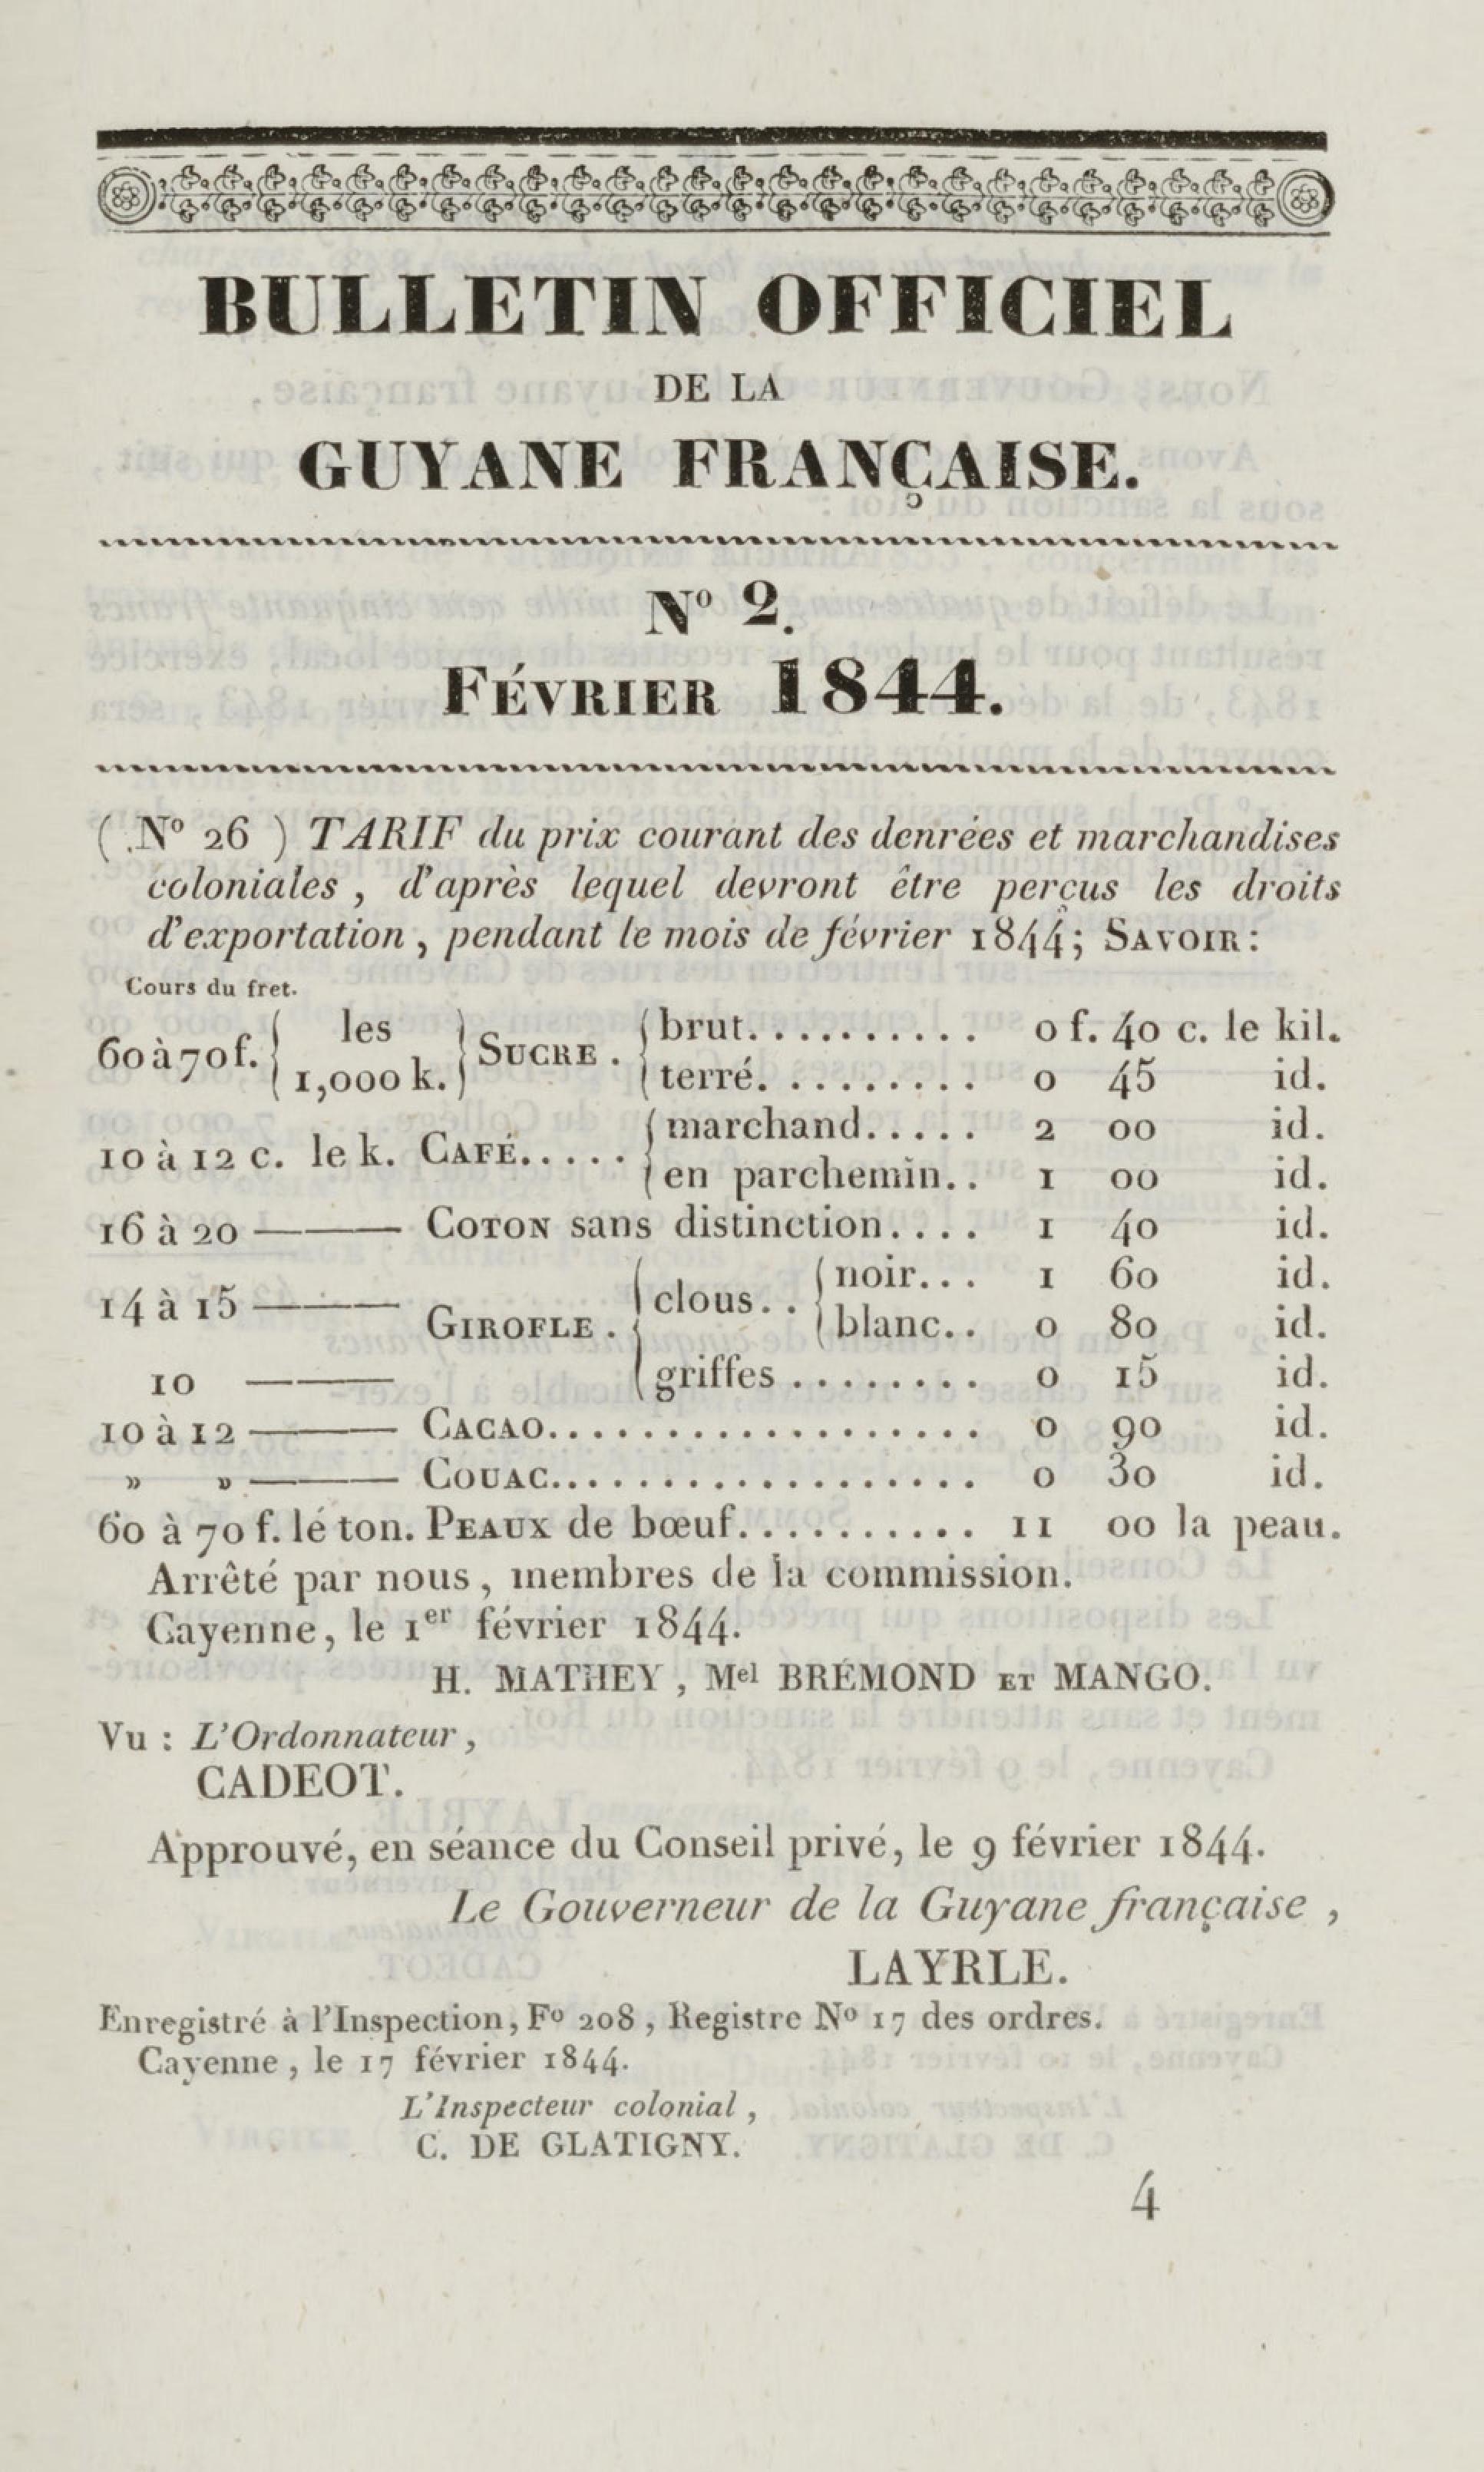 BULLETIN OFFICIEL
DE LA
GUYANE FRANÇAISE.
Nº 2.
FÉVRIER 1844.
( Nº 26 ) TARIF du prix courant des denrées et marchandises
coloniales , d'après lequel devront être perçus les droits
d'exportation , pendant le mois de février 1844; SAVOIR :
Cours du fret.
60 à 70 f. { les 1,000 k. } SUCRE . { brut. . . . . . . . . . 0 f. 40 c. le kil.
terré. . . . . . . . . 0 45 id.
10 à 12 c. le k. CAFÉ. . . . . { marchand. . . . . 2 00 id.
en parchemin. . 1 00 id.
16 à 20 ——— COTON sans distinction. . . . 1 40 id.
14 à 15 ——— GIROFLE . { clous. . { noir. . . 1 60 id.
blanc. . 0 80 id.
10 ——— griffes . . . . . . . . 0 15 id.
10 à 12 ——— CACAO. . . . . . . . . . . . . . . . . . 0 90 id.
» » ——— COUAC. . . . . . . . . . . . . . . . . . 0 30 id.
60 à 70 f. lé ton. PEAUX de bœuf. . . . . . . . . . 11 00 la peau.
Arrêté par nous , membres de la commission.
Cayenne, le 1er février 1844.
H. MATHEY , Mel BRÉMOND ET MANGO.
Vu : L'Ordonnateur ,
CADEOT.
Approuvé, en séance du Conseil privé, le 9 février 1844.
Le Gouverneur de la Guyane française ,
LAYRLE.
Enregistré à l'Inspection, Fº 208 , Registre Nº 17 des ordres.
Cayenne , le 17 février 1844.
L'Inspecteur colonial ,
C. DE GLATIGNY.
4